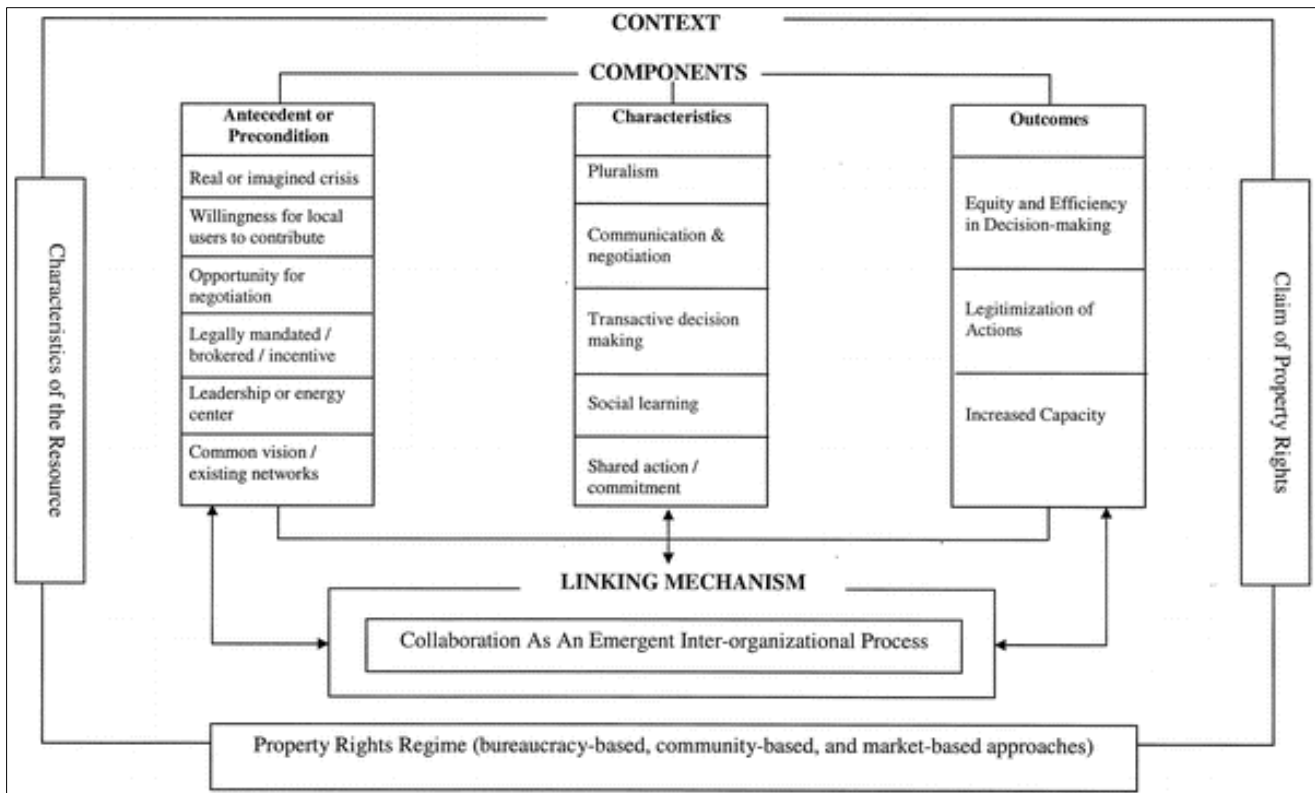 CONTEXT
COMPONENTS
Antecedent or
Precondition
Real or imagined crisis
Willingness for local
users to contribute
Opportunity for
negotiation
Legally mandated /
brokered / incentive
Leadership or energy
center
Common vision /
existing networks
Characteristics
Pluralism
Communication &
negotiation
Transactive decision
making
Social learning
Shared action /
commitment
Outcomes
Equity and Efficiency
in Decision-making
Legitimization of
Actions
Increased Capacity
Characteristics of the Resource
Claim of Property Rights
LINKING MECHANISM
Collaboration As An Emergent Inter-organizational Process
Property Rights Regime (bureaucracy-based, community-based, and market-based approaches)